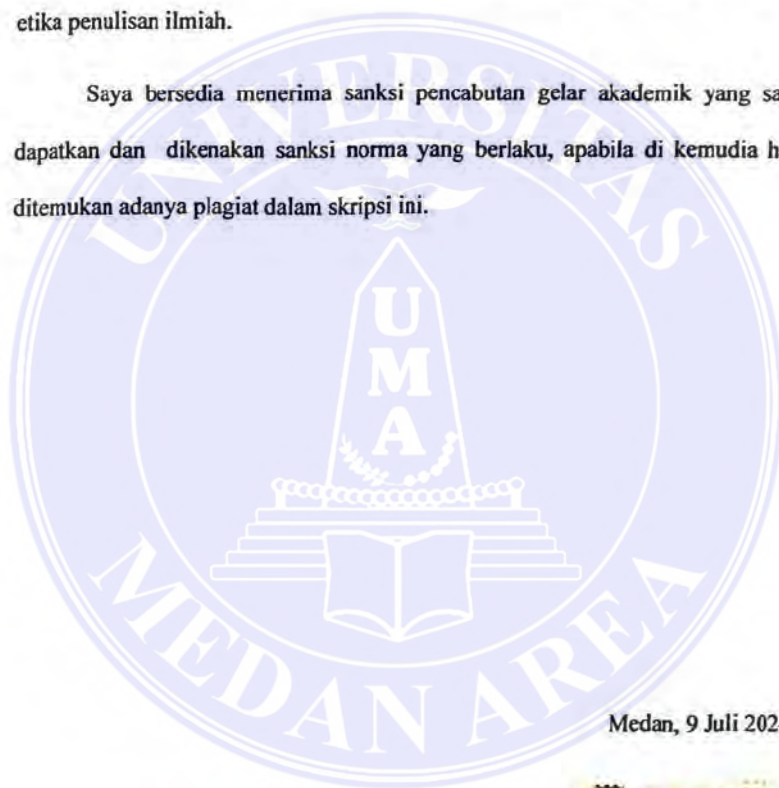 etika penulisan ilmiah.
Saya bersedia menerima sanksi pencabutan gelar akademik yang sa
dapatkan dan dikenakan sanksi norma yang berlaku, apabila di kemudia h
ditemukan adanya plagiat dalam skripsi ini.
UNIVERSITAS
U
M
A
MEDAN AREA
Medan, 9 Juli 202